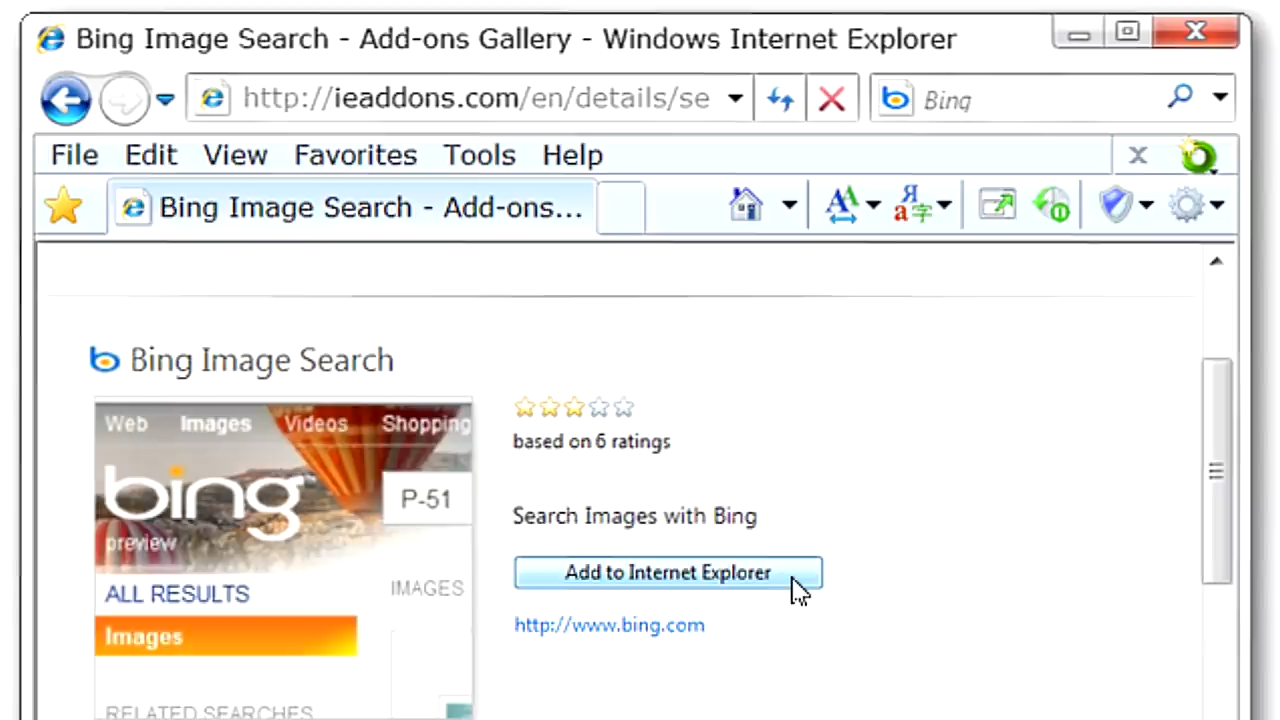 Bing Image Search - Add-ons Gallery - Windows Internet Explorer
http://ieaddons.com/en/details/se
Bing
File Edit View Favorites Tools Help
Bing Image Search - Add-ons...
Bing Image Search
Web Images Videos Shopping
bing
preview
P-51
ALL RESULTS
IMAGES
Images
RELATED SEARCHES
based on 6 ratings
Search Images with Bing
Add to Internet Explorer
http://www.bing.com